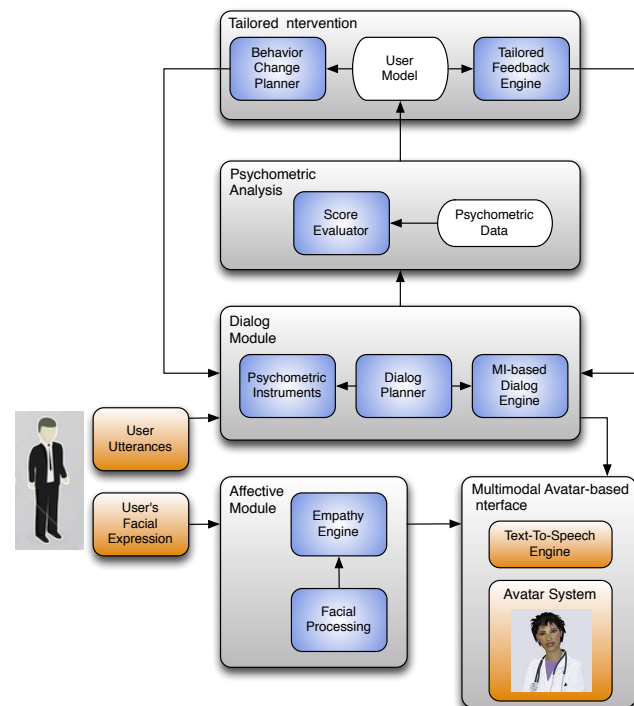 Tailored ntervention
Behavior
Change
Planner
User
Model
Tailored
Feedback
Engine
Psychometric
Analysis
Score
Evaluator
Psychometric
Data
Dialog
Module
Psychometric
Instruments
Dialog
Planner
MI-based
Dialog
Engine
User
Utterances
User's
Facial
Expression
Affective
Module
Empathy
Engine
Facial
Processing
Multimodal Avatar-based
nterface
Text-To-Speech
Engine
Avatar System